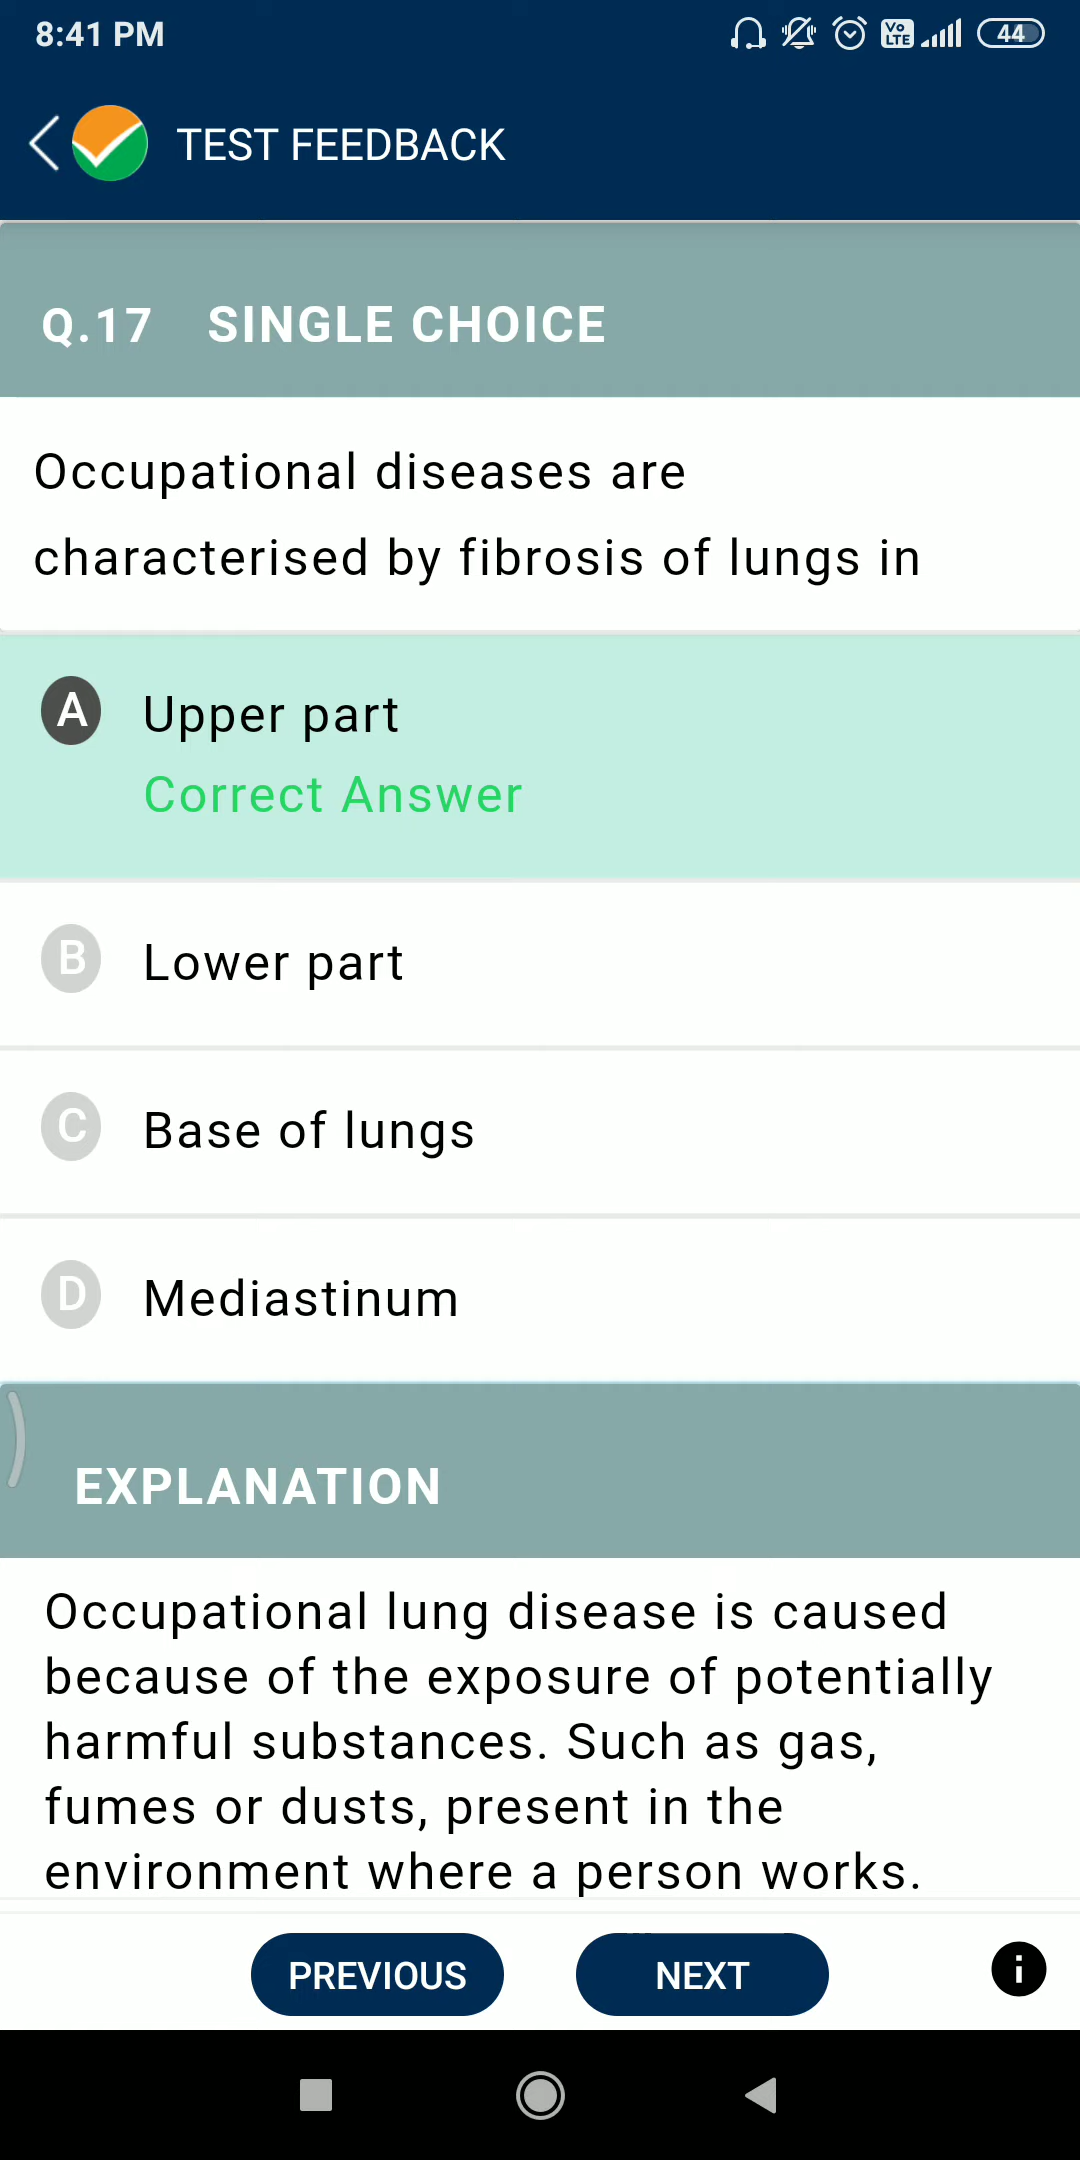 8:41 PM
Vo
LTE
44
TEST FEEDBACK
Q.17 SINGLE CHOICE
Occupational diseases are
characterised by fibrosis of lungs in
A Upper part
Correct Answer
B Lower part
C Base of lungs
D Mediastinum
EXPLANATION
Occupational lung disease is caused
because of the exposure of potentially
harmful substances. Such as gas,
fumes or dusts, present in the
environment where a person works.
PREVIOUS
NEXT
i